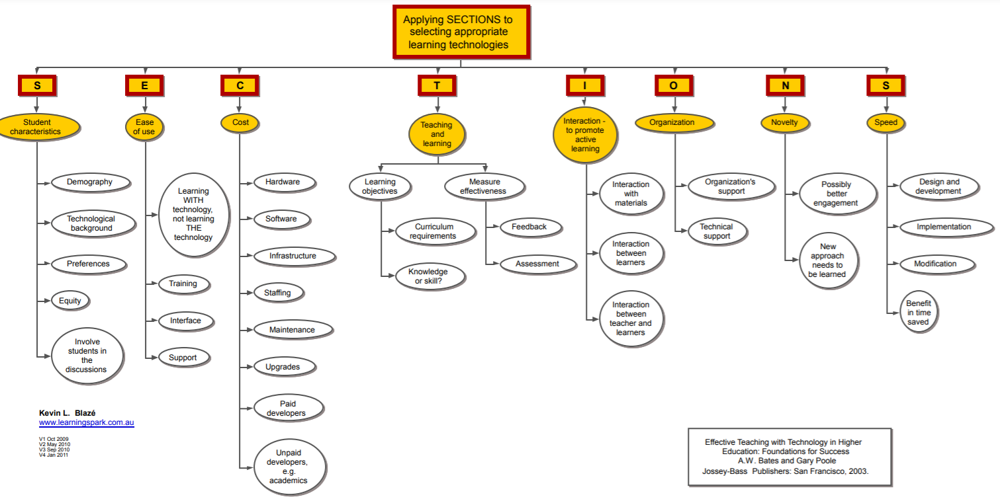 Applying SECTIONS to
selecting appropriate
learning technologies
S
E
C
T
I
O
N
S
Student
characteristics
Demography
Technological
background
Preferences
Equity
Involve
students in
the
discussions
Ease
of use
Learning
WITH
technology,
not learning
THE
technology
Training
Interface
Support
Cost
Hardware
Software
Infrastructure
Staffing
Maintenance
Upgrades
Paid
developers
Unpaid
developers,
e.g.
academics
Teaching
and
learning
Learning
objectives
Curriculum
requirements
Knowledge
or skill?
Measure
effectiveness
Feedback
Assessment
Interaction -
to promote
active
learning
Interaction
with
materials
Interaction
between
learners
Interaction
between
teacher and
learners
Organization
Organization's
support
Technical
support
Novelty
Possibly
better
engagement
New
approach
needs to
be learned
Speed
Design and
development
Implementation
Modification
Benefit
in time
saved
Kevin L. Blazé
www.learningspark.com.au
V1 Oct 2009
V2 May 2010
V3 Sep 2010
V4 Jan 2011
Effective Teaching with Technology in Higher
Education: Foundations for Success
A.W. Bates and Gary Poole
Jossey-Bass Publishers: San Francisco, 2003.